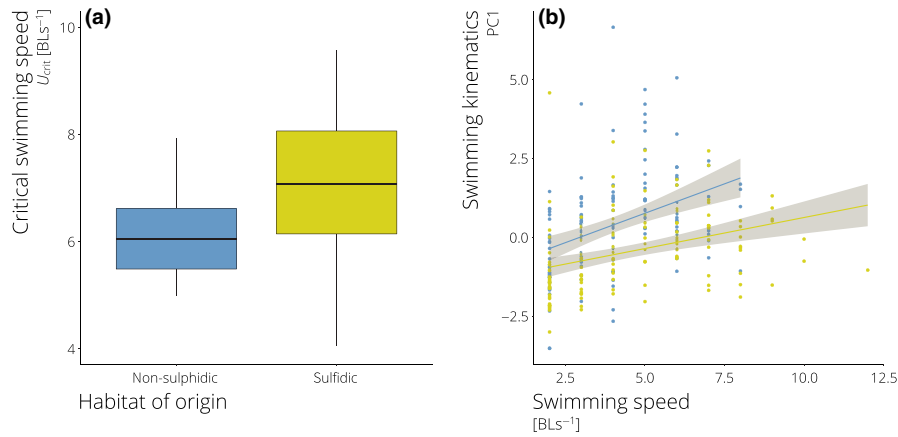 (a)
Critical swimming speed
Ucrit [BLs⁻¹]
10
8
6
4
Non-sulphidic
Sulfidic
Habitat of origin
(b)
Swimming kinematics
PC1
5.0
2.5
0.0
−2.5
2.5
5.0
7.5
10.0
12.5
Swimming speed
[BLs⁻¹]